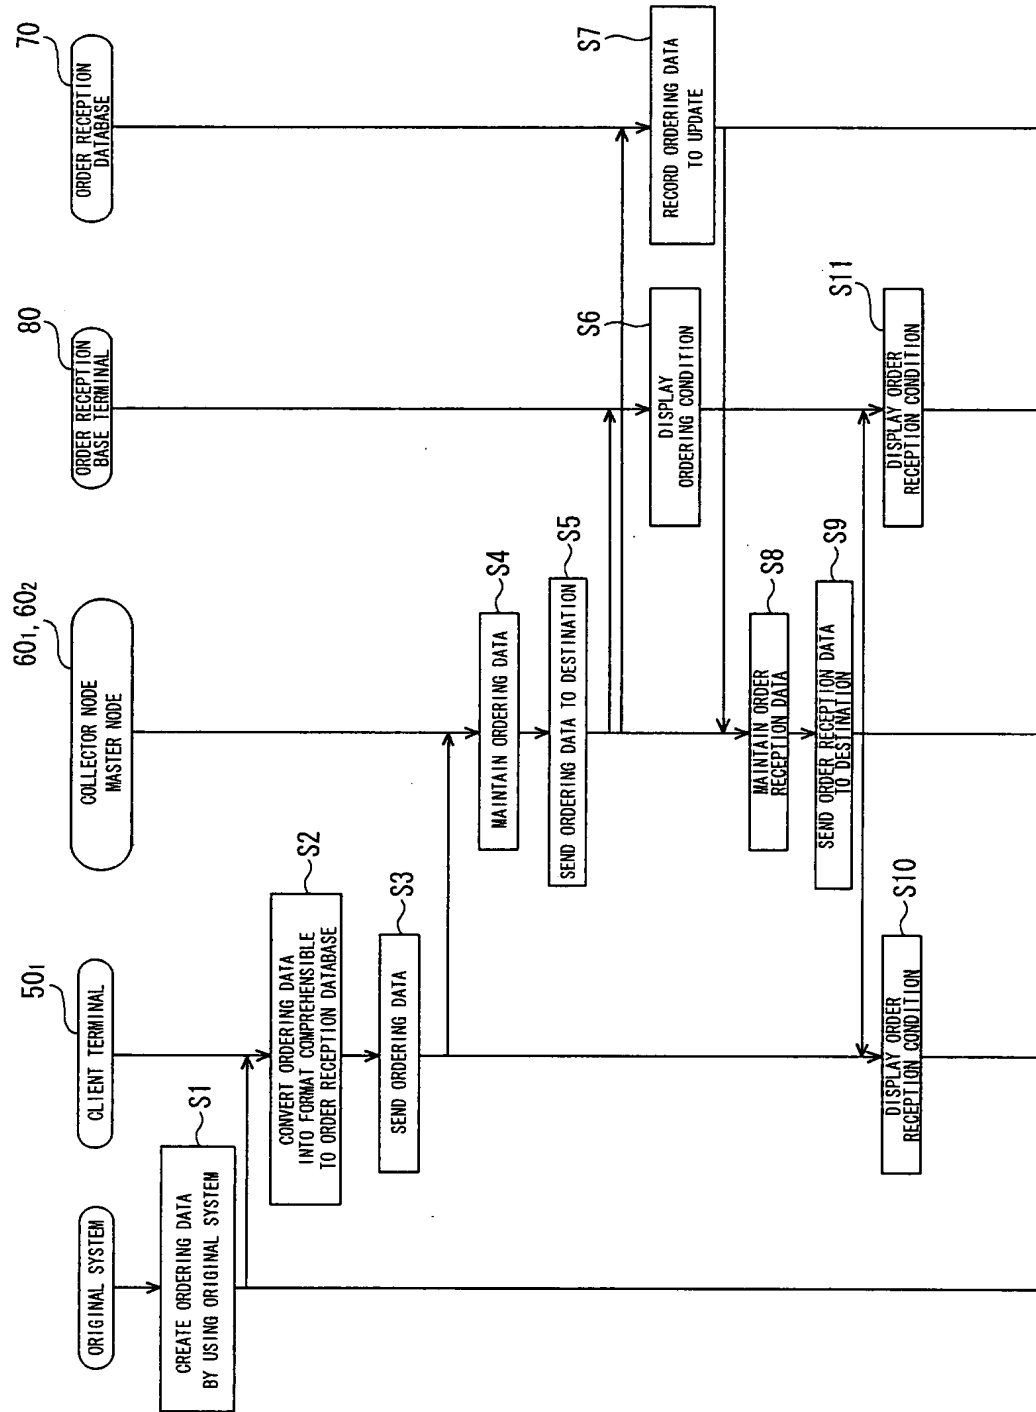 ORIGINAL SYSTEM
CLIENT TERMINAL
50₁
COLLECTOR NODE
MASTER NODE
60₁, 60₂
ORDER RECEPTION
BASE TERMINAL
80
ORDER RECEPTION
DATABASE
70
CREATE ORDERING DATA
BY USING ORIGINAL SYSTEM
S1
CONVERT ORDERING DATA
INTO FORMAT COMPREHENSIBLE
TO ORDER RECEPTION DATABASE
S2
SEND ORDERING DATA
S3
MAINTAIN ORDERING DATA
S4
SEND ORDERING DATA TO DESTINATION
S5
DISPLAY
ORDERING CONDITION
S6
RECORD ORDERING DATA
TO UPDATE
S7
MAINTAIN ORDER
RECEPTION DATA
S8
SEND ORDER RECEPTION DATA
TO DESTINATION
S9
DISPLAY ORDER
RECEPTION CONDITION
S10
DISPLAY ORDER
RECEPTION CONDITION
S11